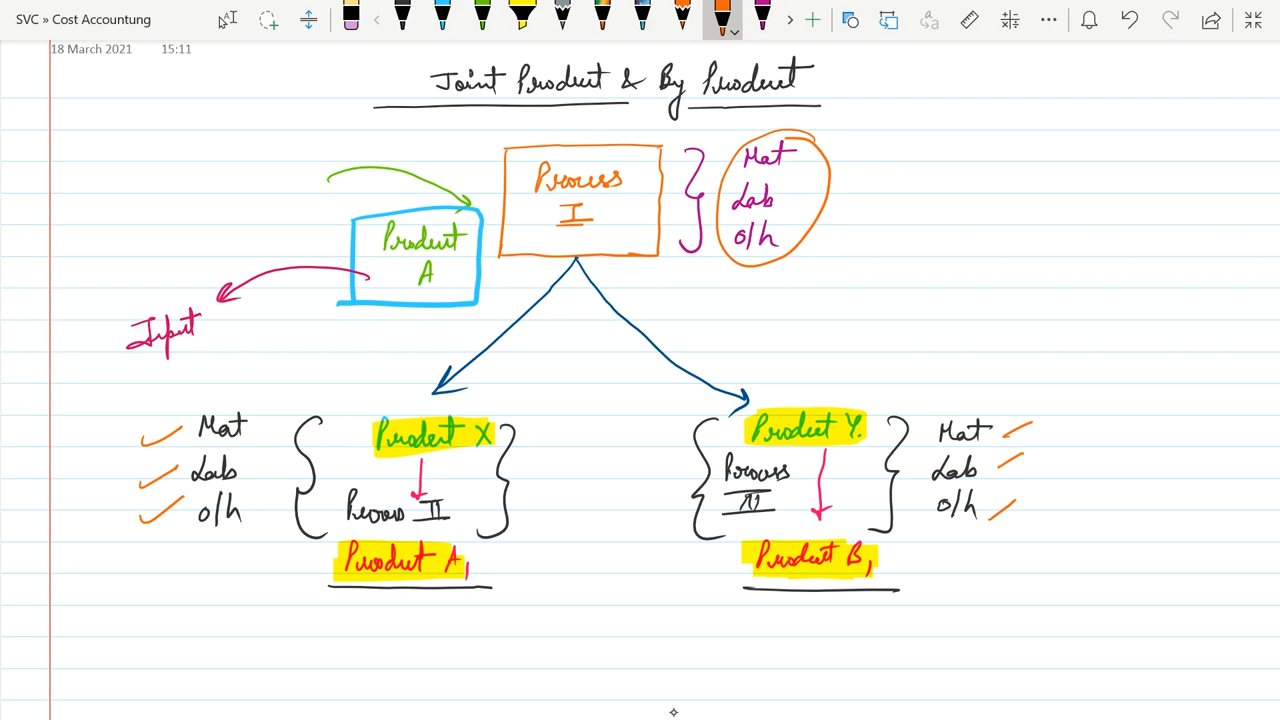 SVC » Cost Accountung
18 March 2021 15:11
Joint Product & By Product
Process
I
Mat
Lab
O/h
Product
A
Input
Mat
Lab
O/h
Product X
Process II
Product A1
Product Y.
Process
III
Product B1
Mat
Lab
O/h